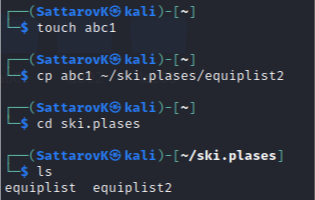 ┌──(SattarovK㉿kali)-[~]
└─$ touch abc1
┌──(SattarovK㉿kali)-[~]
└─$ cp abc1 ~/ski.plases/equiplist2
┌──(SattarovK㉿kali)-[~]
└─$ cd ski.plases
┌──(SattarovK㉿kali)-[~/ski.plases]
└─$ ls
equiplist  equiplist2